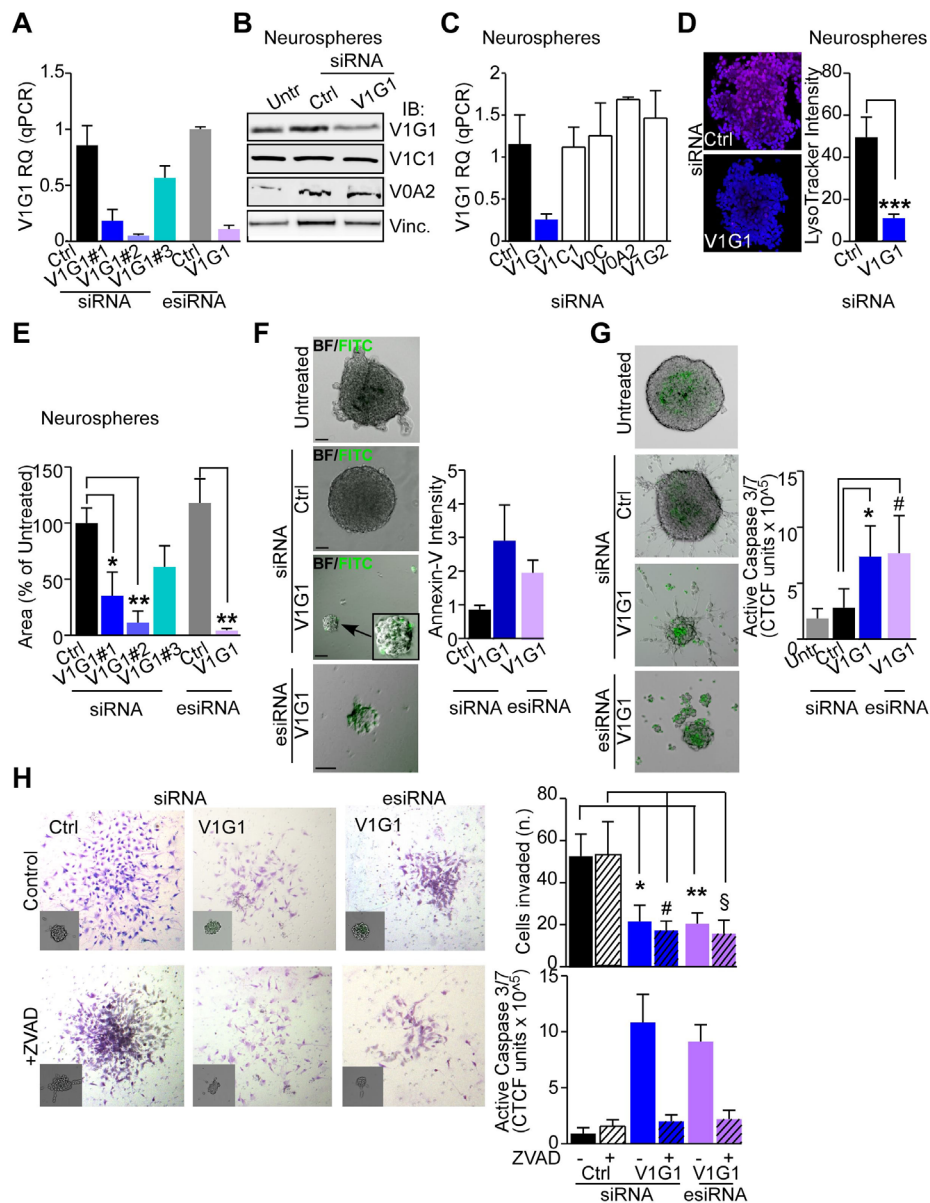 A
V1G1 RQ (qPCR)
1.5
1
0.5
0
Ctrl
V1G1#1
V1G1#2
V1G1#3
Ctrl
V1G1
siRNA
esiRNA
B
Neurospheres
siRNA
Untr
Ctrl
V1G1
IB:
V1G1
V1C1
V0A2
Vinc.
C
Neurospheres
V1G1 RQ (qPCR)
2
1.5
1
0.5
0
Ctrl
V1G1
V1C1
V0C
V0A2
V1G2
siRNA
D
Neurospheres
siRNA
Ctrl
V1G1
LysoTracker Intensity
80
60
40
20
0
***
Ctrl
V1G1
siRNA
E
Neurospheres
Area (% of Untreated)
150
100
50
0
*
**
**
Ctrl
V1G1#1
V1G1#2
V1G1#3
Ctrl
V1G1
siRNA
esiRNA
F
Untreated
BF/FITC
siRNA
Ctrl
BF/FITC
V1G1
BF/FITC
esiRNA
V1G1
Annexin-V Intensity
5
4
3
2
1
0
Ctrl
V1G1
V1G1
siRNA
esiRNA
G
Untreated
siRNA
Ctrl
V1G1
esiRNA
V1G1
Active Caspase 3/7
(CTCF units x 10^5)
15
10
5
0
*
#
Untr
Ctrl
V1G1
V1G1
siRNA
esiRNA
H
siRNA
esiRNA
Ctrl
V1G1
V1G1
Control
+ZVAD
Cells invaded (n.)
80
60
40
20
0
*
#
**
§
Active Caspase 3/7
(CTCF units x 10^5)
15
10
5
0
ZVAD
- + - + - +
Ctrl
V1G1
V1G1
siRNA
esiRNA